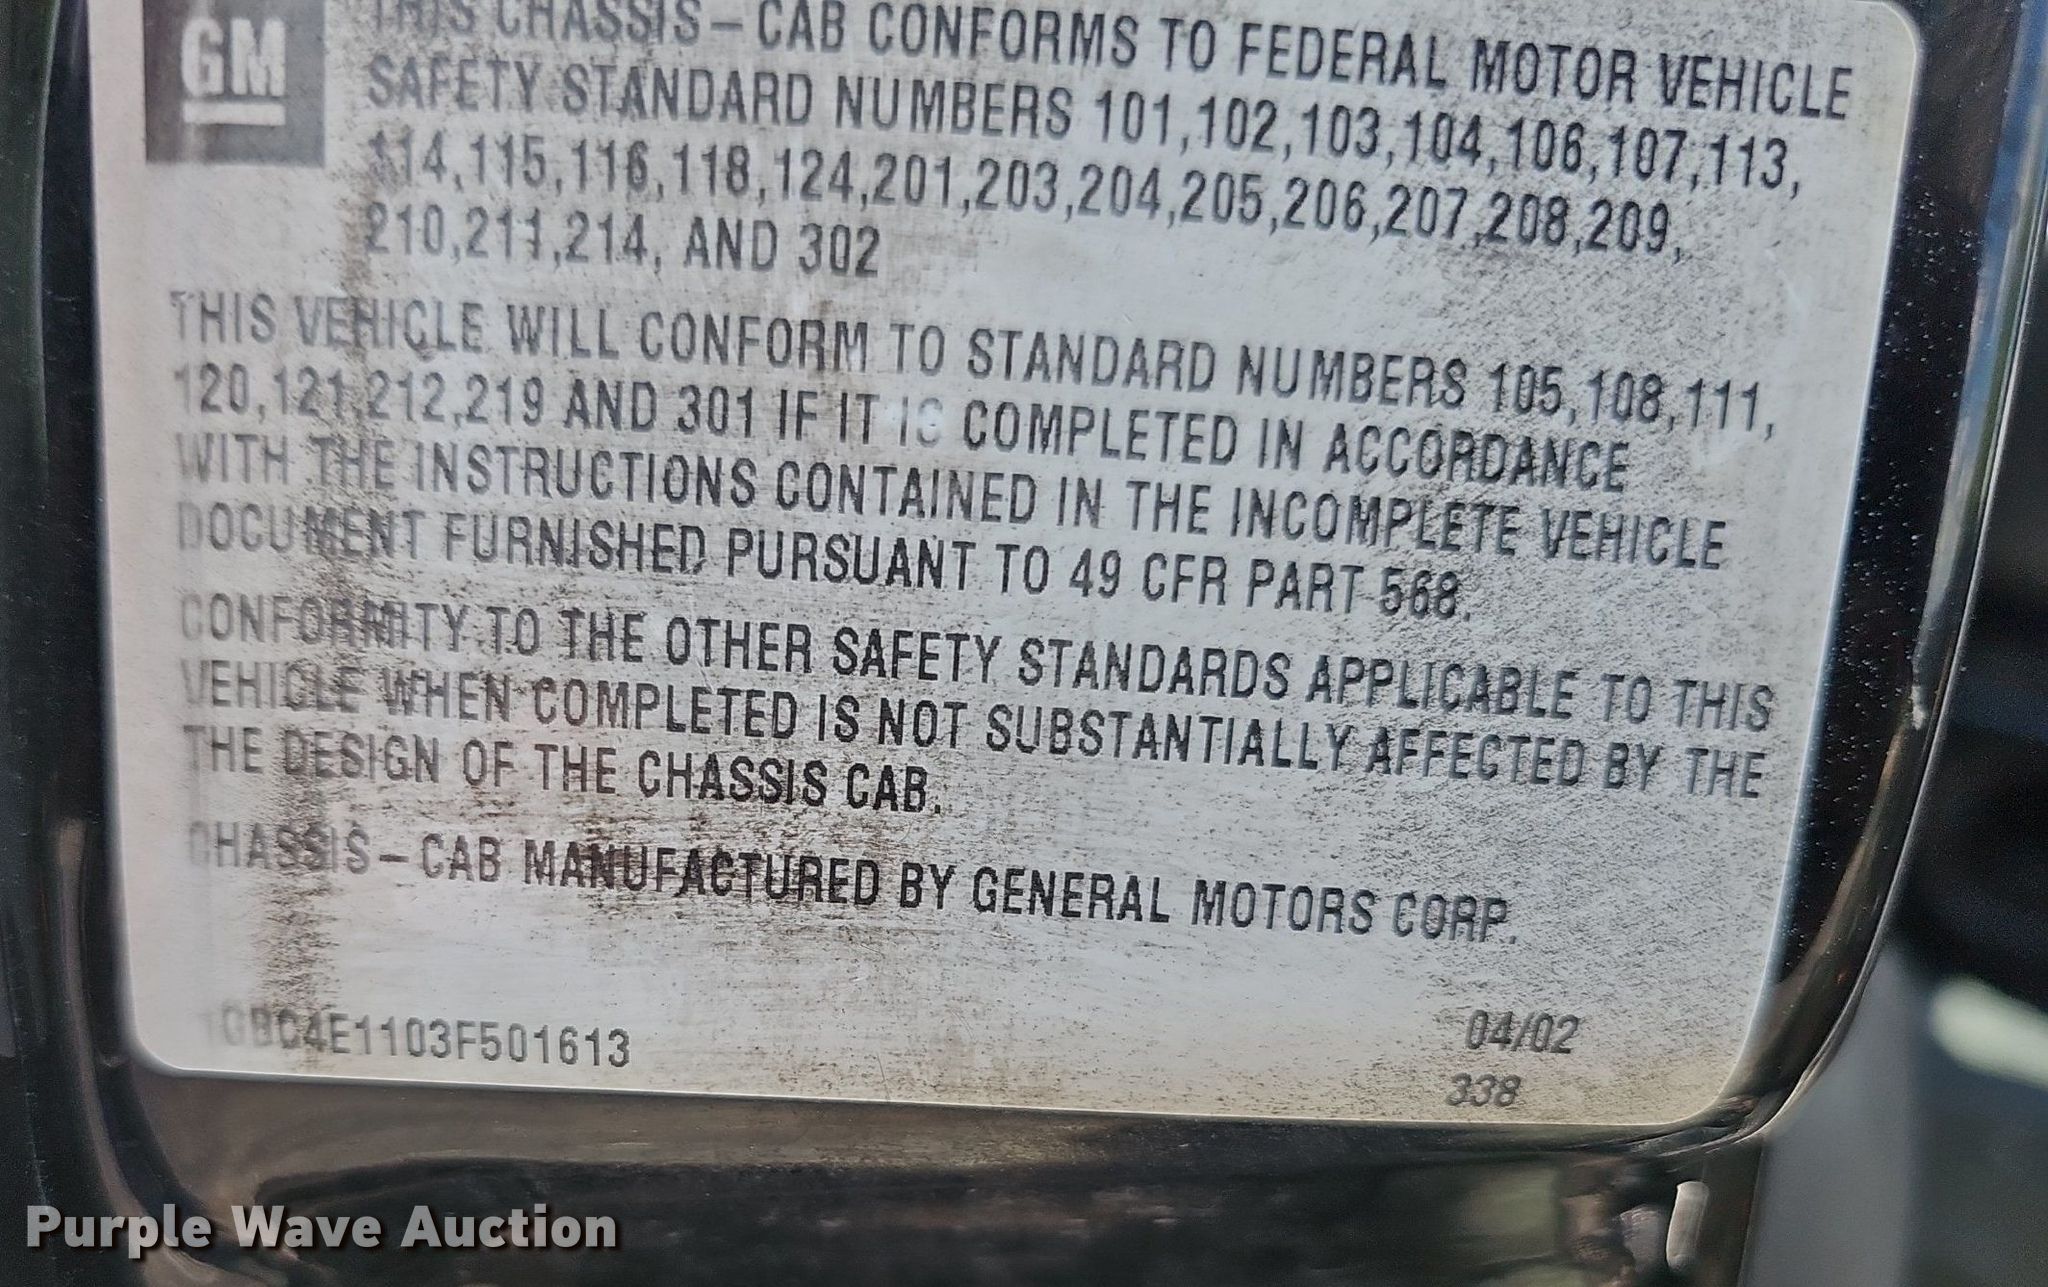 GM
THIS CHASSIS-CAB CONFORMS TO FEDERAL MOTOR VEHICLE
SAFETY STANDARD NUMBERS 101,102,103,104,106,107,113,
114,115,116,118,124,201,203,204,205,206,207,208,209,
210,211,214, AND 302
THIS VEHICLE WILL CONFORM TO STANDARD NUMBERS 105,108,111,
120,121,212,219 AND 301 IF IT IS COMPLETED IN ACCORDANCE
WITH THE INSTRUCTIONS CONTAINED IN THE INCOMPLETE VEHICLE
DOCUMENT FURNISHED PURSUANT TO 49 CFR PART 568.
CONFORMITY TO THE OTHER SAFETY STANDARDS APPLICABLE TO THIS
VEHICLE WHEN COMPLETED IS NOT SUBSTANTIALLY AFFECTED BY THE
THE DESIGN OF THE CHASSIS CAB.
CHASSIS-CAB MANUFACTURED BY GENERAL MOTORS CORP.
1GBC4E1103F501613 04/02
338
Purple Wave Auction